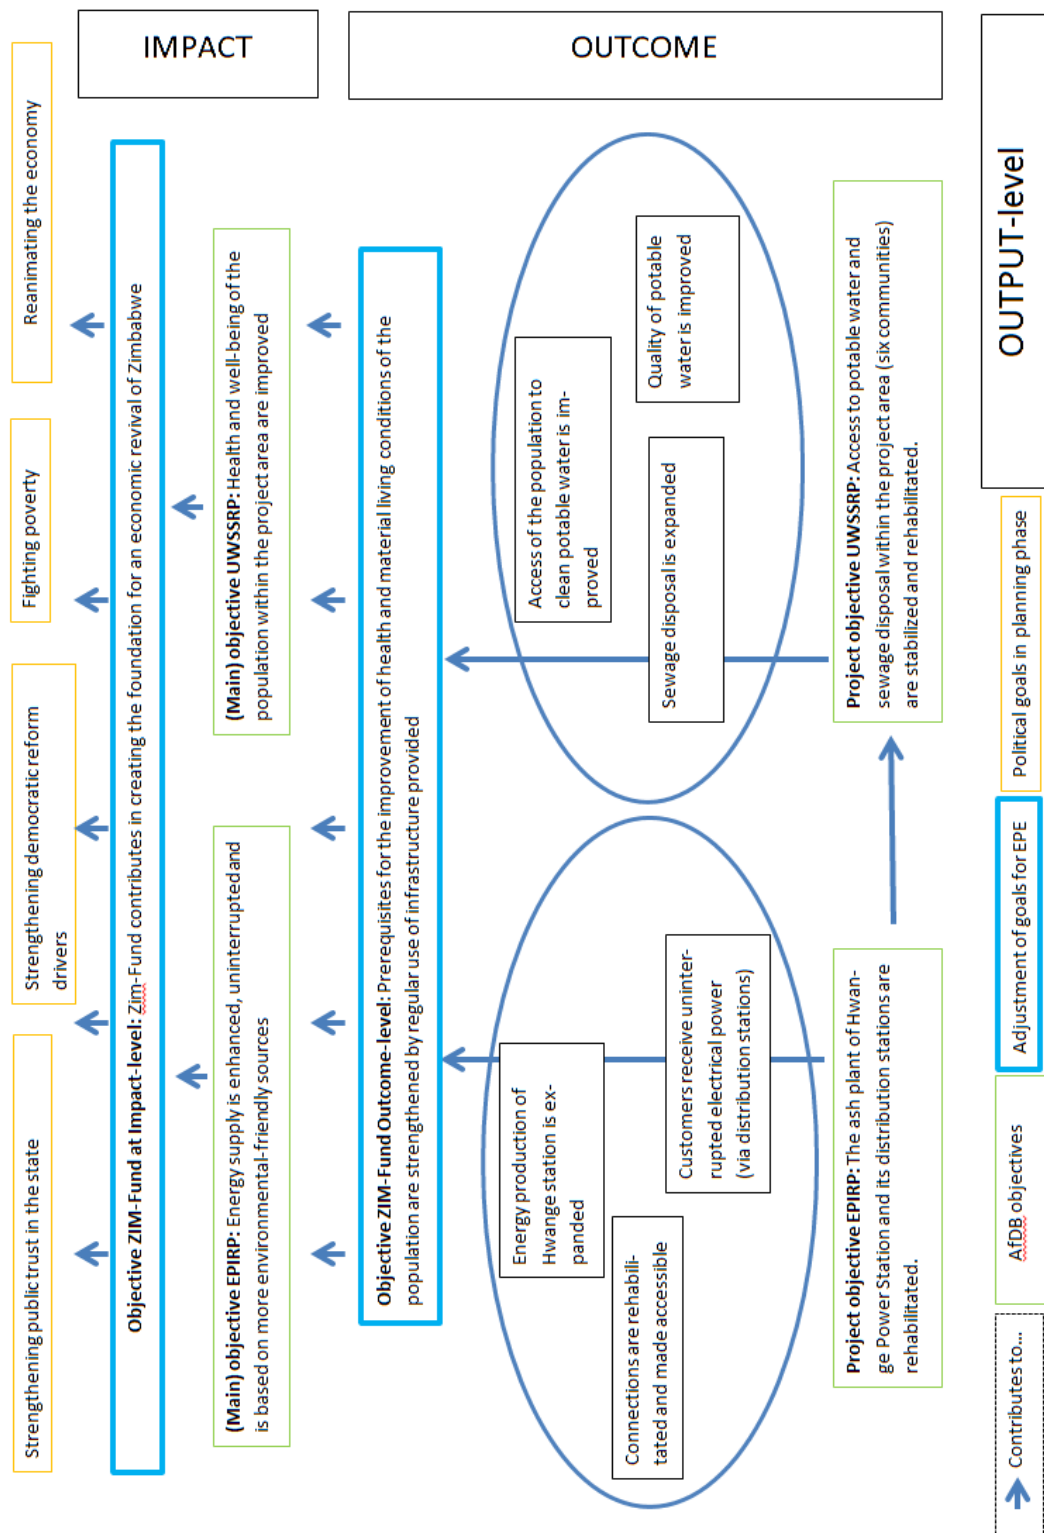 IMPACT
OUTCOME
OUTPUT-level
Strengthening public trust in the state
Strengthening democratic reform
drivers
Fighting poverty
Reanimating the economy
Objective ZIM-Fund at Impact-level: Zim-Fund contributes in creating the foundation for an economic revival of Zimbabwe
(Main) objective EPIRP: Energy supply is enhanced, uninterrupted and
is based on more environmental-friendly sources
(Main) objective UWSSRP: Health and well-being of the
population within the project area are improved
Objective ZIM-Fund Outcome-level: Prerequisites for the improvement of health and material living conditions of the
population are strengthened by regular use of infrastructure provided
Energy production of
Hwange station is ex-
panded
Connections are rehabili-
tated and made accessible
Customers receive uninter-
rupted electrical power
(via distribution stations)
Access of the population to
clean potable water is im-
proved
Sewage disposal is expanded
Quality of potable
water is improved
Project objective EPIRP: The ash plant of Hwan-
ge Power Station and its distribution stations are
rehabilitated.
Project objective UWSSRP: Access to potable water and
sewage disposal within the project area (six communities)
are stabilized and rehabilitated.
Contributes to...
AfDB objectives
Adjustment of goals for EPE
Political goals in planning phase